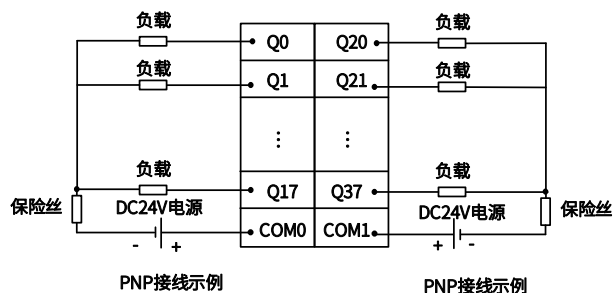 负载 Q0 Q20 负载
负载 Q1 Q21 负载
⋮ ⋮
负载 Q17 Q37 负载
保险丝 DC24V电源 COM0 COM1 DC24V电源 保险丝
- + + -
PNP接线示例 PNP接线示例